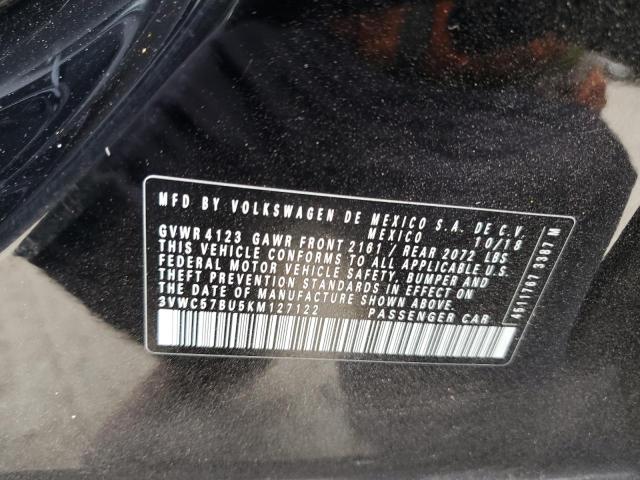 MFD BY VOLKSWAGEN DE MEXICO S.A. DE C.V.
MEXICO 10/18
GVWR 4123 GAWR FRONT 2161 / REAR 2072 LBS
THIS VEHICLE CONFORMS TO ALL APPLICABLE U.S.
FEDERAL MOTOR VEHICLE SAFETY, BUMPER AND
THEFT PREVENTION STANDARDS IN EFFECT ON
THE DATE OF MANUFACTURE SHOWN ABOVE.
3VWC57BU5KM127122 PASSENGER CAR
A5111767 3307 M